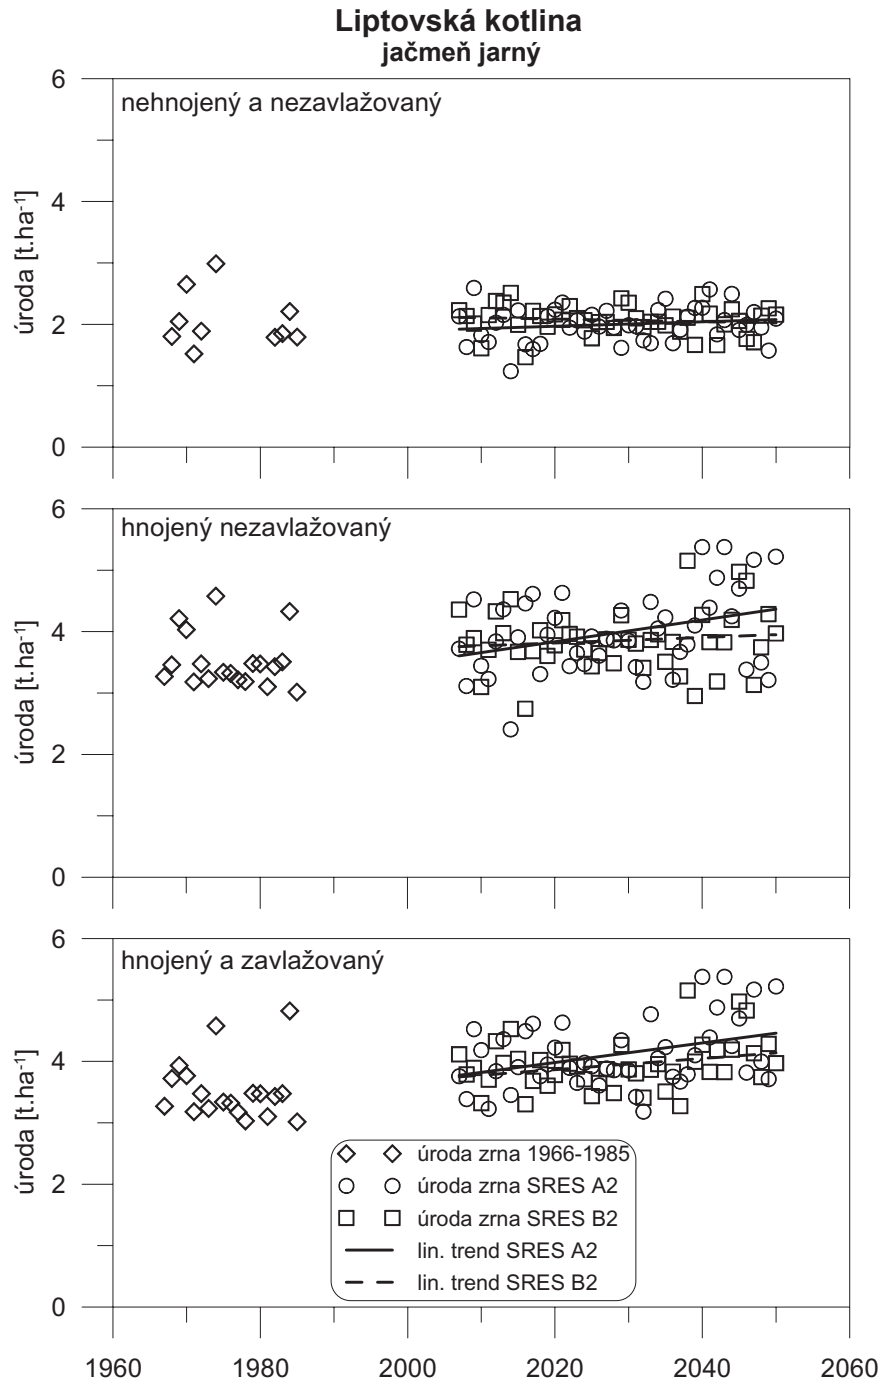 Liptovská kotlina
jačmeň jarný
6
nehnojený a nezavlažovaný
4
úroda [t.ha⁻¹]
2
0
6
hnojený nezavlažovaný
4
úroda [t.ha⁻¹]
2
0
6
hnojený a zavlažovaný
4
úroda [t.ha⁻¹]
úroda zrna 1966-1985
2
úroda zrna SRES A2
úroda zrna SRES B2
lin. trend SRES A2
lin. trend SRES B2
0
1960 1980 2000 2020 2040 2060